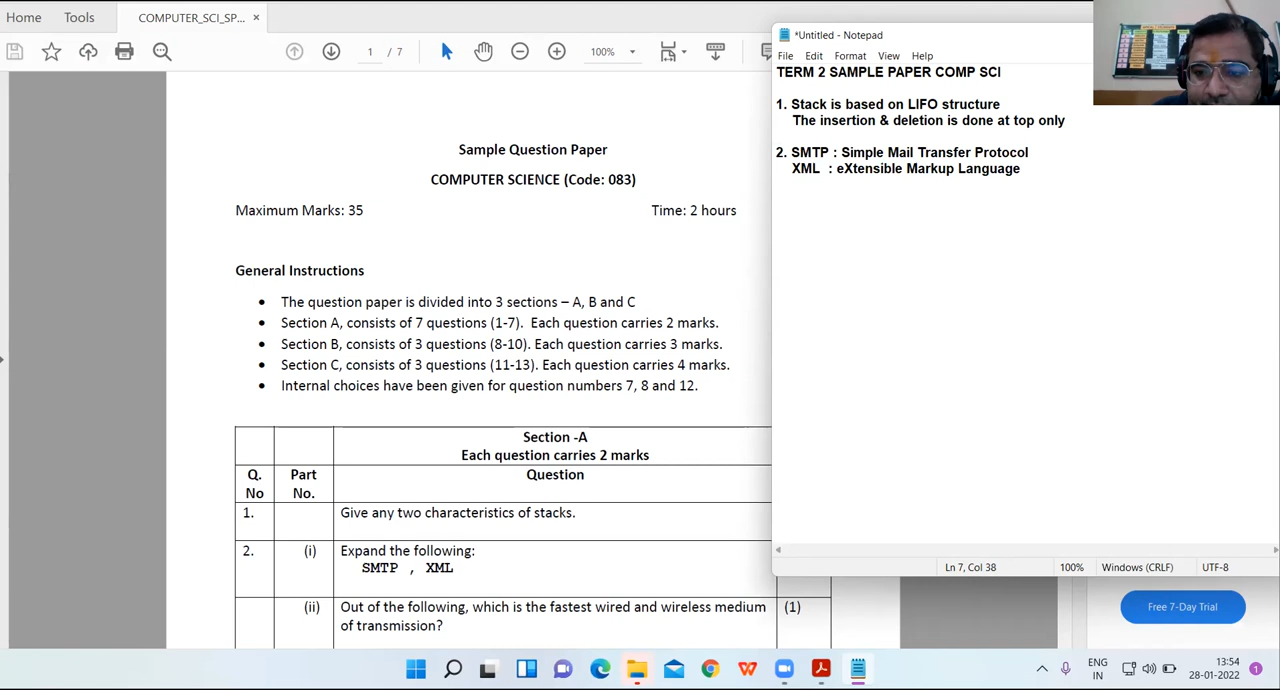 Home Tools COMPUTER_SCI_SP... ×
1 / 7 100%
Sample Question Paper
COMPUTER SCIENCE (Code: 083)
Maximum Marks: 35 Time: 2 hours
General Instructions
• The question paper is divided into 3 sections – A, B and C
• Section A, consists of 7 questions (1-7). Each question carries 2 marks.
• Section B, consists of 3 questions (8-10). Each question carries 3 marks.
• Section C, consists of 3 questions (11-13). Each question carries 4 marks.
• Internal choices have been given for question numbers 7, 8 and 12.
Section -A
Each question carries 2 marks
Q. Part Question
No No.
1. Give any two characteristics of stacks.
2. (i) Expand the following:
SMTP , XML
(ii) Out of the following, which is the fastest wired and wireless medium (1)
of transmission?
*Untitled - Notepad
File Edit Format View Help
TERM 2 SAMPLE PAPER COMP SCI
1. Stack is based on LIFO structure
The insertion & deletion is done at top only
2. SMTP : Simple Mail Transfer Protocol
XML : eXtensible Markup Language
Ln 7, Col 38 100% Windows (CRLF) UTF-8
Free 7-Day Trial
ENG 13:54
IN 28-01-2022 1